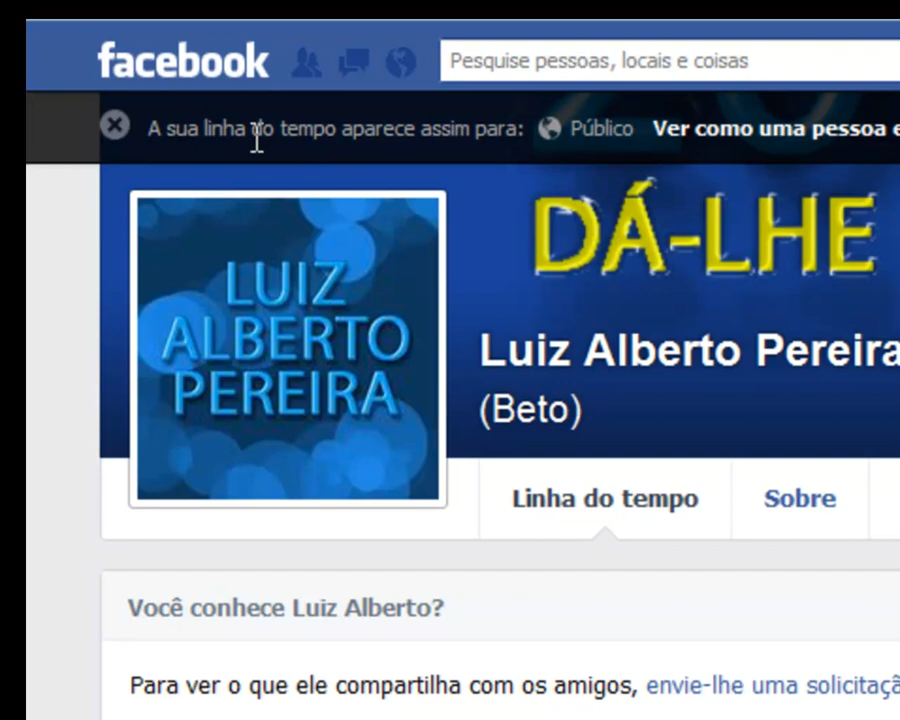 facebook
Pesquise pessoas, locais e coisas
A sua linha do tempo aparece assim para: Público Ver como uma pessoa
DÁ-LHE
LUIZ
ALBERTO
PEREIRA
Luiz Alberto Pereira
(Beto)
Linha do tempo Sobre
Você conhece Luiz Alberto?
Para ver o que ele compartilha com os amigos, envie-lhe uma